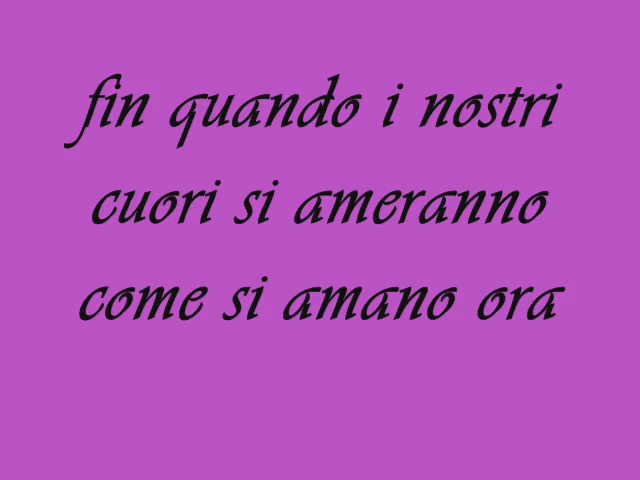 fin quando i nostri
cuori si ameranno
come si amano ora